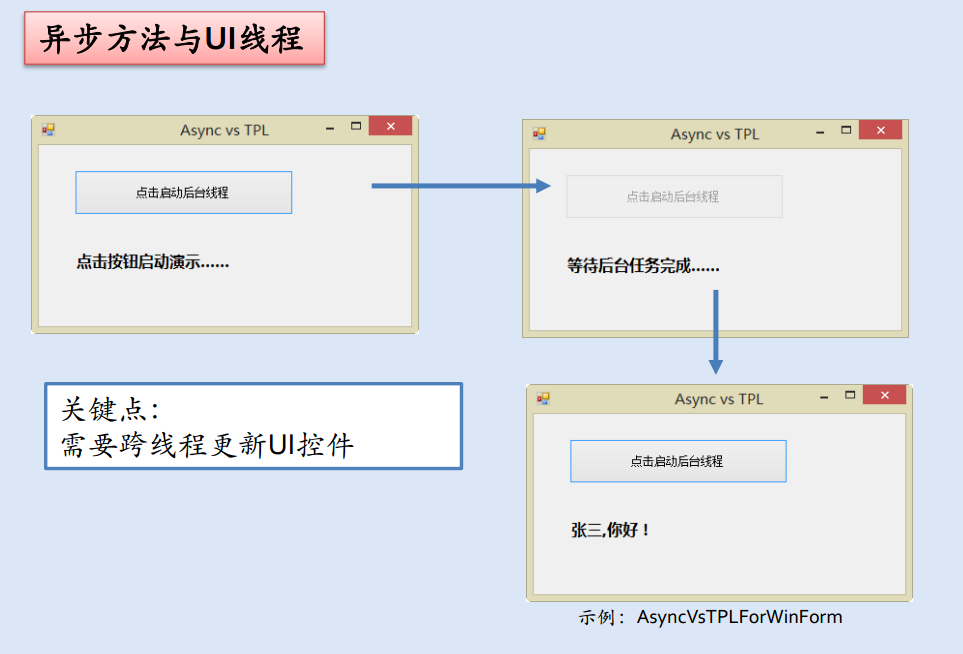 异步方法与UI线程
Async vs TPL
点击启动后台线程
点击按钮启动演示......
Async vs TPL
点击启动后台线程
等待后台任务完成......
关键点：
需要跨线程更新UI控件
Async vs TPL
点击启动后台线程
张三,你好！
示例：AsyncVsTPLForWinForm